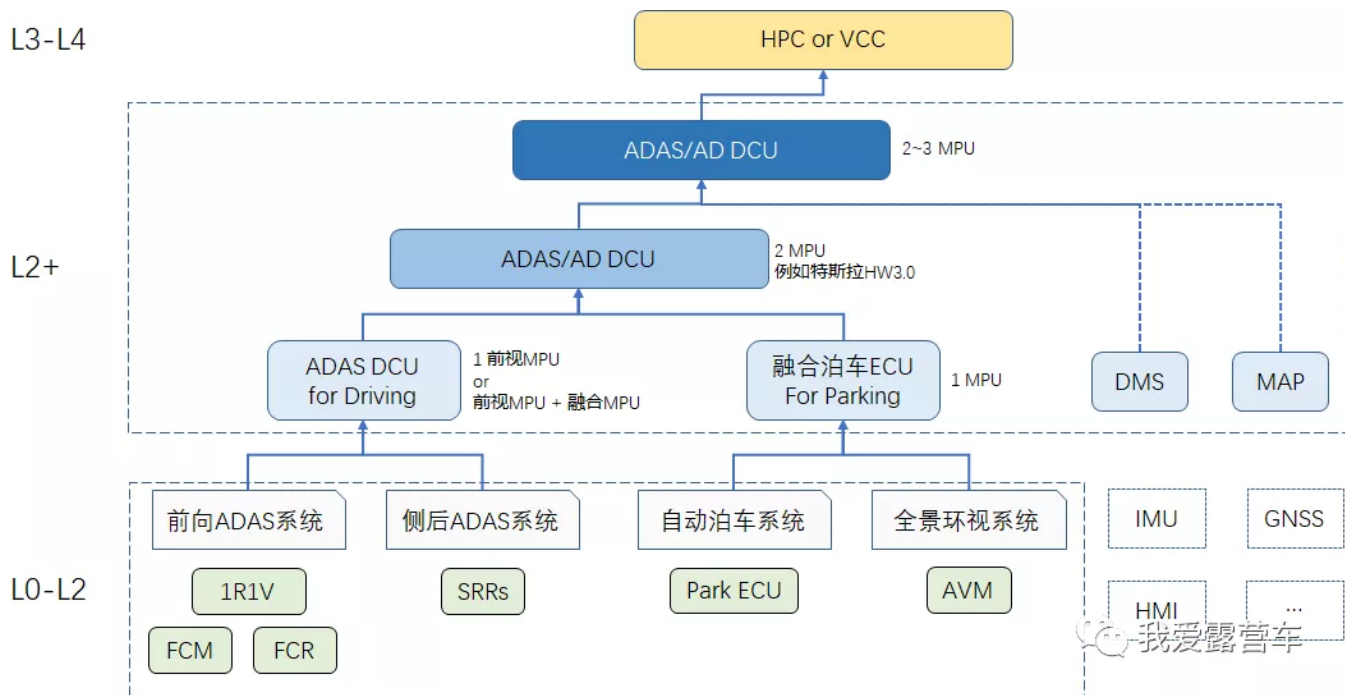 L3-L4
HPC or VCC
ADAS/AD DCU
2~3 MPU
L2+
ADAS/AD DCU
2 MPU
例如特斯拉HW3.0
ADAS DCU
for Driving
1 前视MPU
or
前视MPU + 融合MPU
融合泊车ECU
For Parking
1 MPU
DMS
MAP
L0-L2
前向ADAS系统
侧后ADAS系统
自动泊车系统
全景环视系统
IMU
GNSS
1R1V
SRRs
Park ECU
AVM
HMI
...
FCM
FCR
我爱露营车